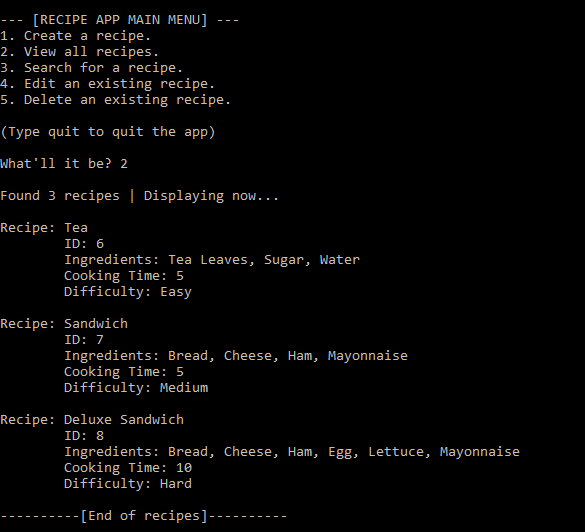 --- [RECIPE APP MAIN MENU] ---
1. Create a recipe.
2. View all recipes.
3. Search for a recipe.
4. Edit an existing recipe.
5. Delete an existing recipe.
(Type quit to quit the app)
What'll it be? 2
Found 3 recipes | Displaying now...
Recipe: Tea
ID: 6
Ingredients: Tea Leaves, Sugar, Water
Cooking Time: 5
Difficulty: Easy
Recipe: Sandwich
ID: 7
Ingredients: Bread, Cheese, Ham, Mayonnaise
Cooking Time: 5
Difficulty: Medium
Recipe: Deluxe Sandwich
ID: 8
Ingredients: Bread, Cheese, Ham, Egg, Lettuce, Mayonnaise
Cooking Time: 10
Difficulty: Hard
----------[End of recipes]----------